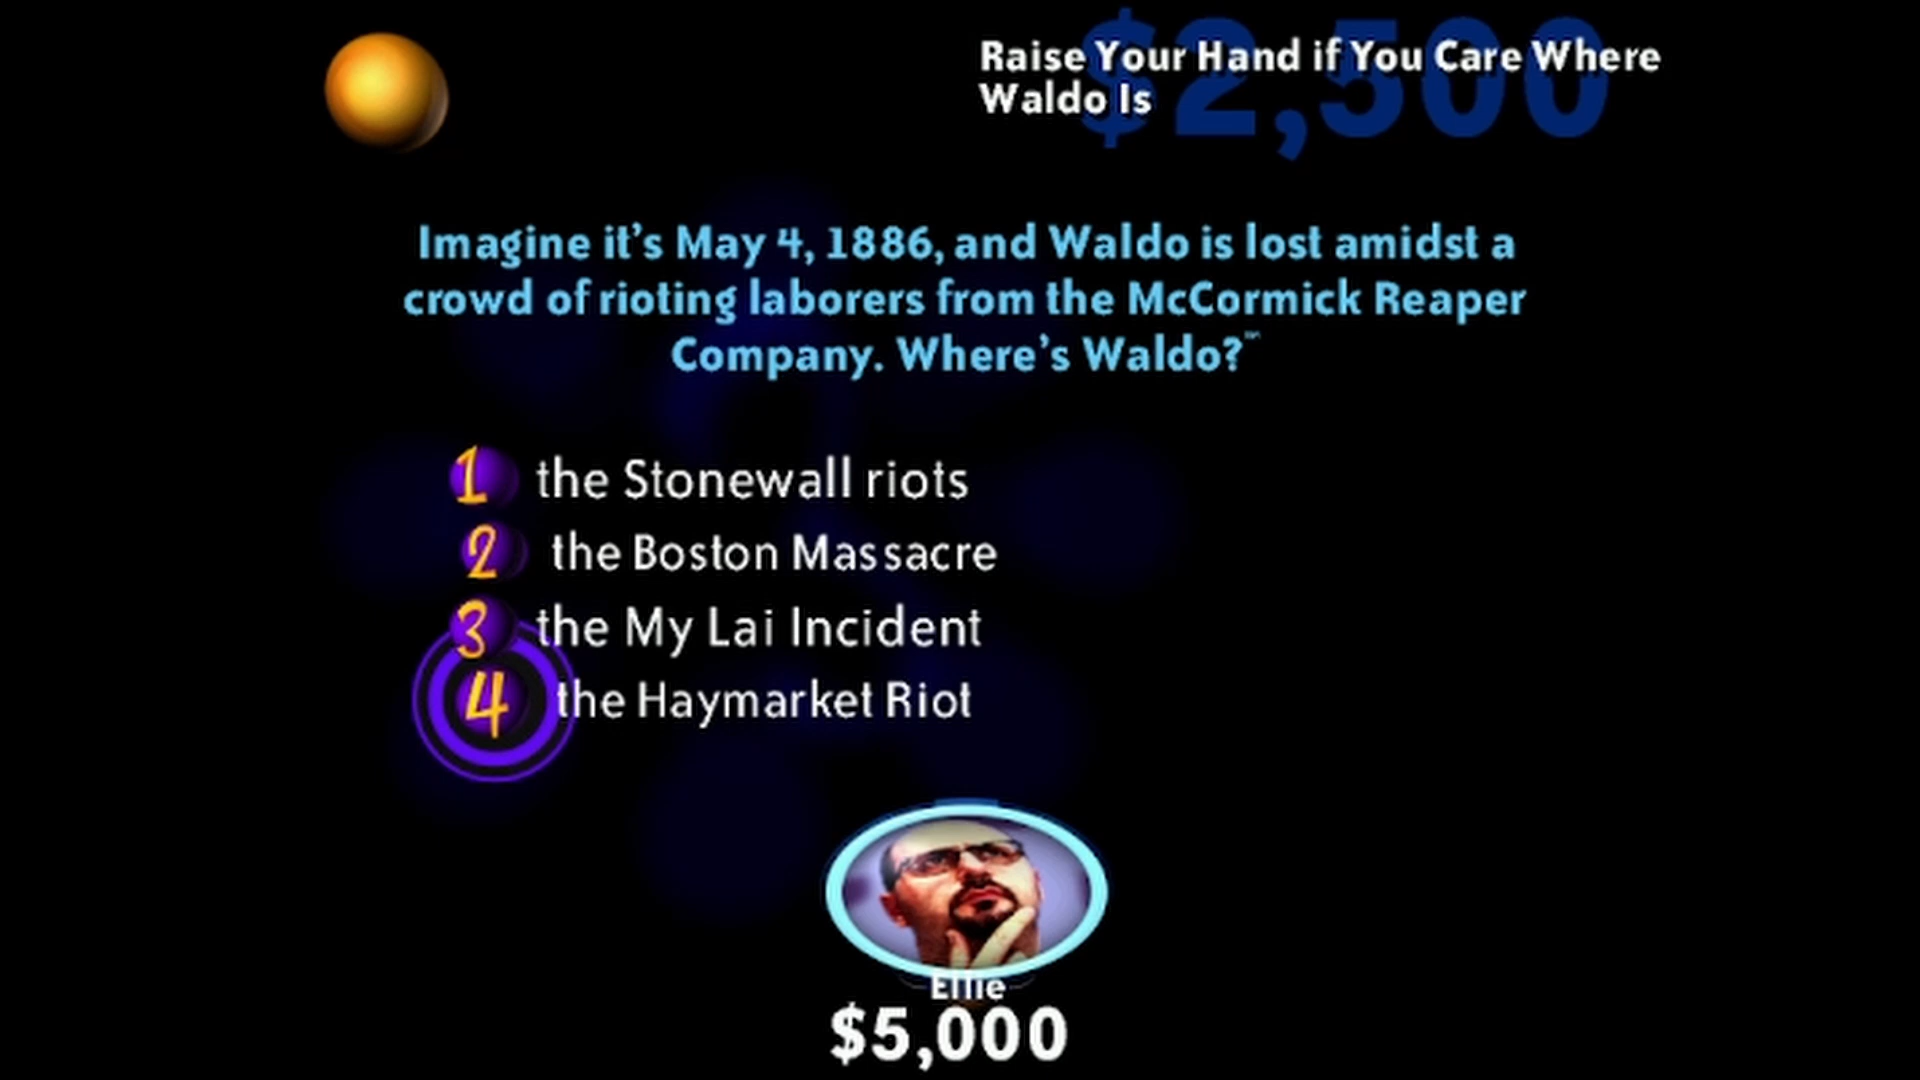 $2,500
Raise Your Hand if You Care Where
Waldo Is
Imagine it's May 4, 1886, and Waldo is lost amidst a
crowd of rioting laborers from the McCormick Reaper
Company. Where's Waldo?™
1 the Stonewall riots
2 the Boston Massacre
3 the My Lai Incident
4 the Haymarket Riot
Effie
$5,000